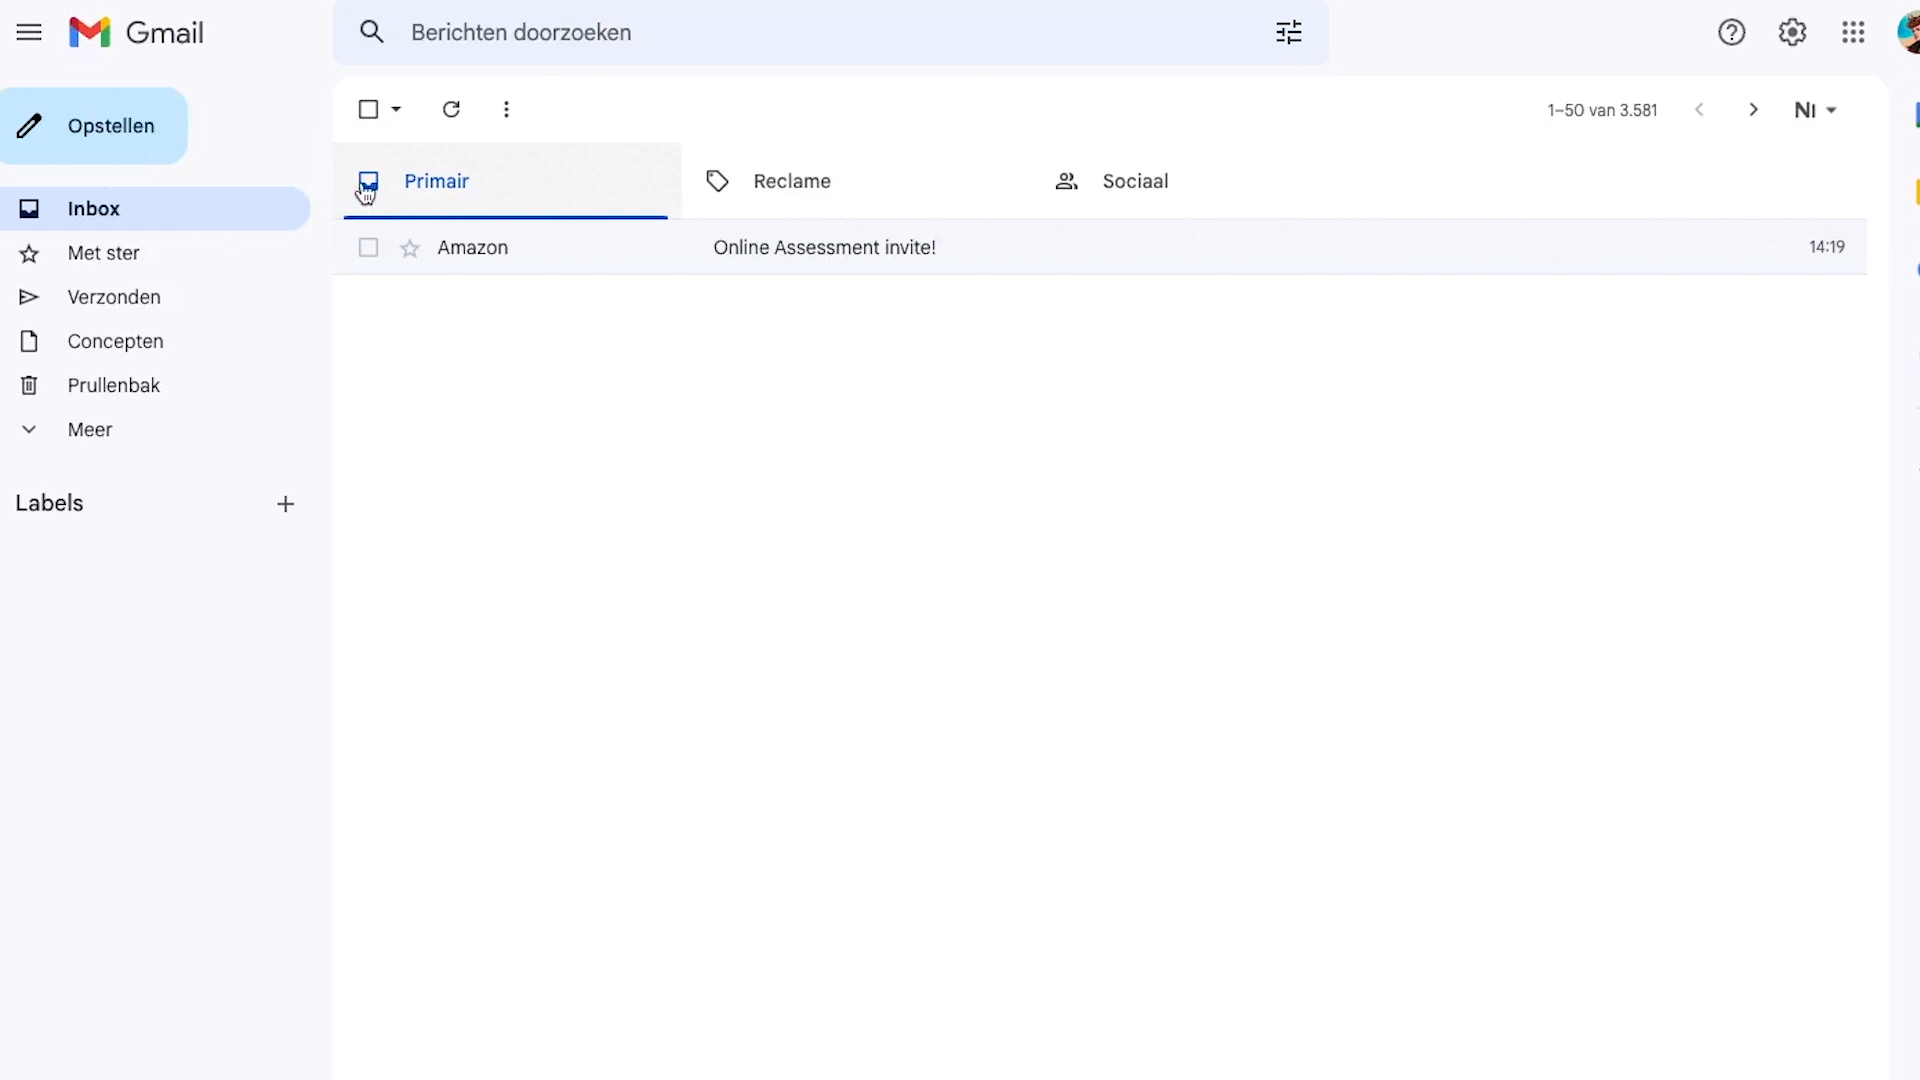 Gmail
Berichten doorzoeken
Opstellen
1–50 van 3.581
Nl
Primair
Reclame
Sociaal
Inbox
Amazon
Online Assessment invite!
14:19
Met ster
Verzonden
Concepten
Prullenbak
Meer
Labels